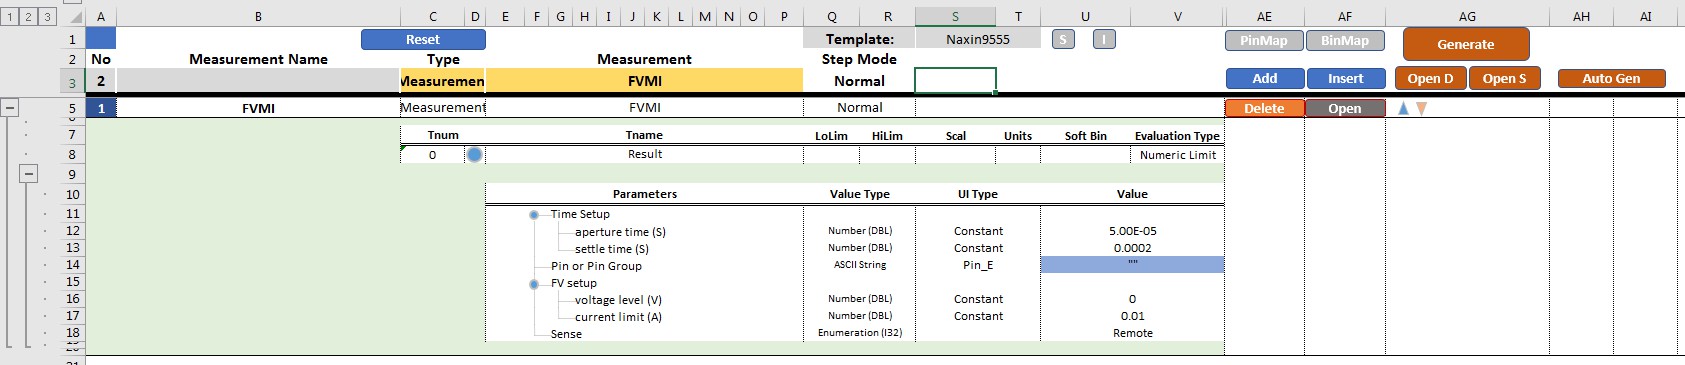 1 2 3 A B C D E F G H I J K L M N O P Q R S T U V AE AF AG AH AI
1 Reset Template: Naxin9555 S I PinMap BinMap Generate
2 No Measurement Name Type Measurement Step Mode
3 2 Measuremen FVMI Normal Add Insert Open D Open S Auto Gen
5 1 FVMI Measurement FVMI Normal Delete Open
7 Tnum Tname LoLim HiLim Scal Units Soft Bin Evaluation Type
8 0 Result Numeric Limit
9
10 Parameters Value Type UI Type Value
11 Time Setup
12 aperture time (S) Number (DBL) Constant 5.00E-05
13 settle time (S) Number (DBL) Constant 0.0002
14 Pin or Pin Group ASCII String Pin_E ""
15 FV setup
16 voltage level (V) Number (DBL) Constant 0
17 current limit (A) Number (DBL) Constant 0.01
18 Sense Enumeration (I32) Remote